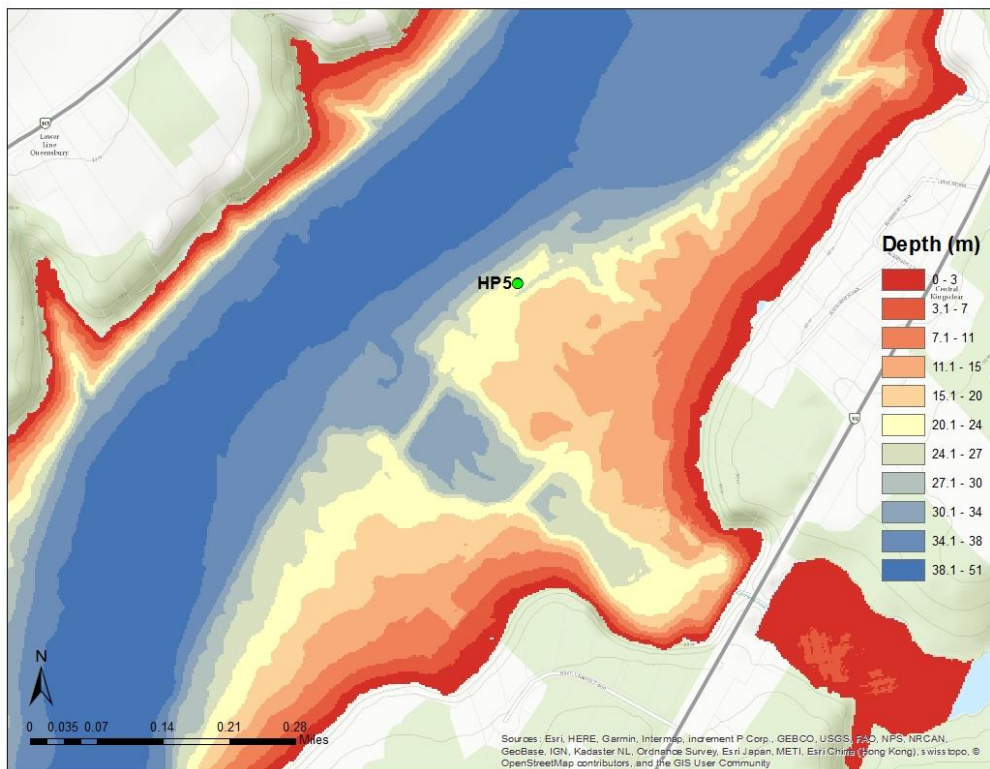 105
Lower
Line
Queensbury
HP5
Depth (m)
0 - 3
3.1 - 7
7.1 - 11
11.1 - 15
15.1 - 20
20.1 - 24
24.1 - 27
27.1 - 30
30.1 - 34
34.1 - 38
38.1 - 51
Central
Kingsclear
N
0 0.035 0.07 0.14 0.21 0.28
Miles
Sources: Esri, HERE, Garmin, Intermap, increment P Corp., GEBCO, USGS, FAO, NPS, NRCAN,
GeoBase, IGN, Kadaster NL, Ordnance Survey, Esri Japan, METI, Esri China (Hong Kong), swisstopo, ©
OpenStreetMap contributors, and the GIS User Community